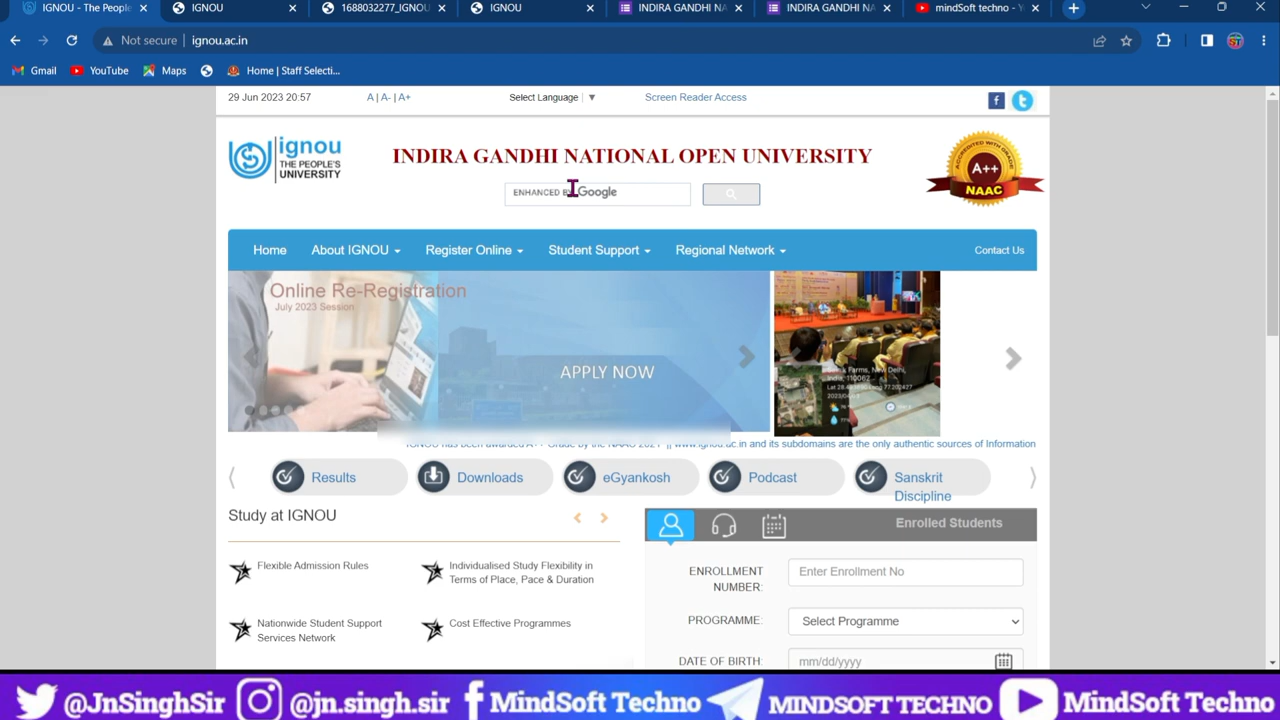 IGNOU - The People
IGNOU
1688032277_IGNOU
IGNOU
INDIRA GANDHI NA
INDIRA GANDHI NA
mindSoft techno - Y
Not secure
ignou.ac.in
Gmail
YouTube
Maps
Home | Staff Selecti...
29 Jun 2023 20:57
A | A- | A+
Select Language ▼
Screen Reader Access
ignou
THE PEOPLE'S
UNIVERSITY
INDIRA GANDHI NATIONAL OPEN UNIVERSITY
ENHANCED BY Google
ACCREDITED WITH GRADE
A++
NAAC
Home
About IGNOU
Register Online
Student Support
Regional Network
Contact Us
Online Re-Registration
July 2023 Session
APPLY NOW
IGNOU has been awarded A++ Grade by the NAAC 2021 || www.ignou.ac.in and its subdomains are the only authentic sources of Information
Results
Downloads
eGyankosh
Podcast
Sanskrit
Discipline
Study at IGNOU
Enrolled Students
Flexible Admission Rules
Individualised Study Flexibility in
Terms of Place, Pace & Duration
Nationwide Student Support
Services Network
Cost Effective Programmes
ENROLLMENT
NUMBER:
Enter Enrollment No
PROGRAMME:
Select Programme
DATE OF BIRTH:
mm/dd/yyyy
@JnSinghSir
@jn.singh.sir
MindSoft Techno
MINDSOFT TECHNO
MindSoft Techno